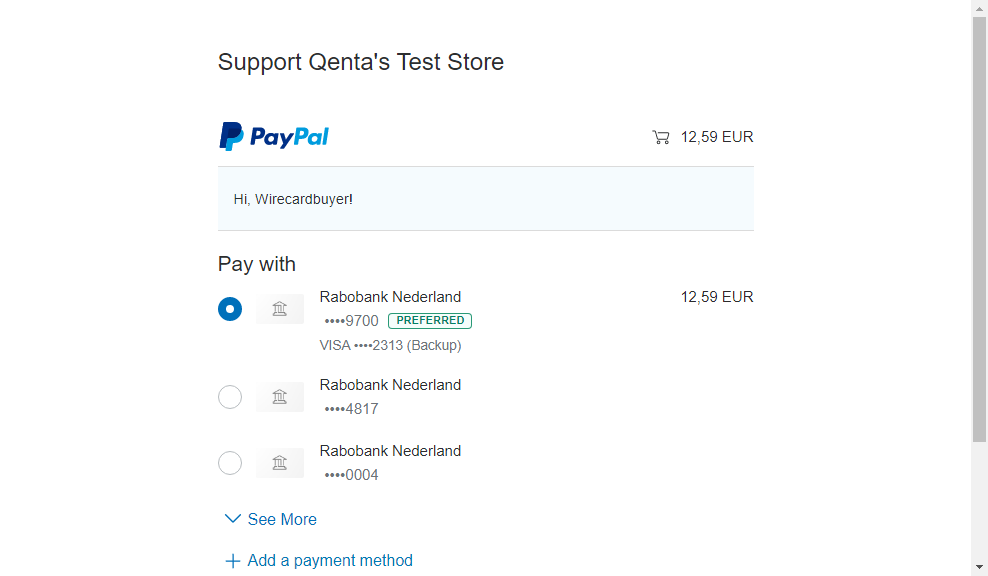 Support Qenta's Test Store
PayPal 12,59 EUR
Hi, Wirecardbuyer!
Pay with
Rabobank Nederland 12,59 EUR
••••9700 PREFERRED
VISA ••••2313 (Backup)
Rabobank Nederland
••••4817
Rabobank Nederland
••••0004
See More
Add a payment method